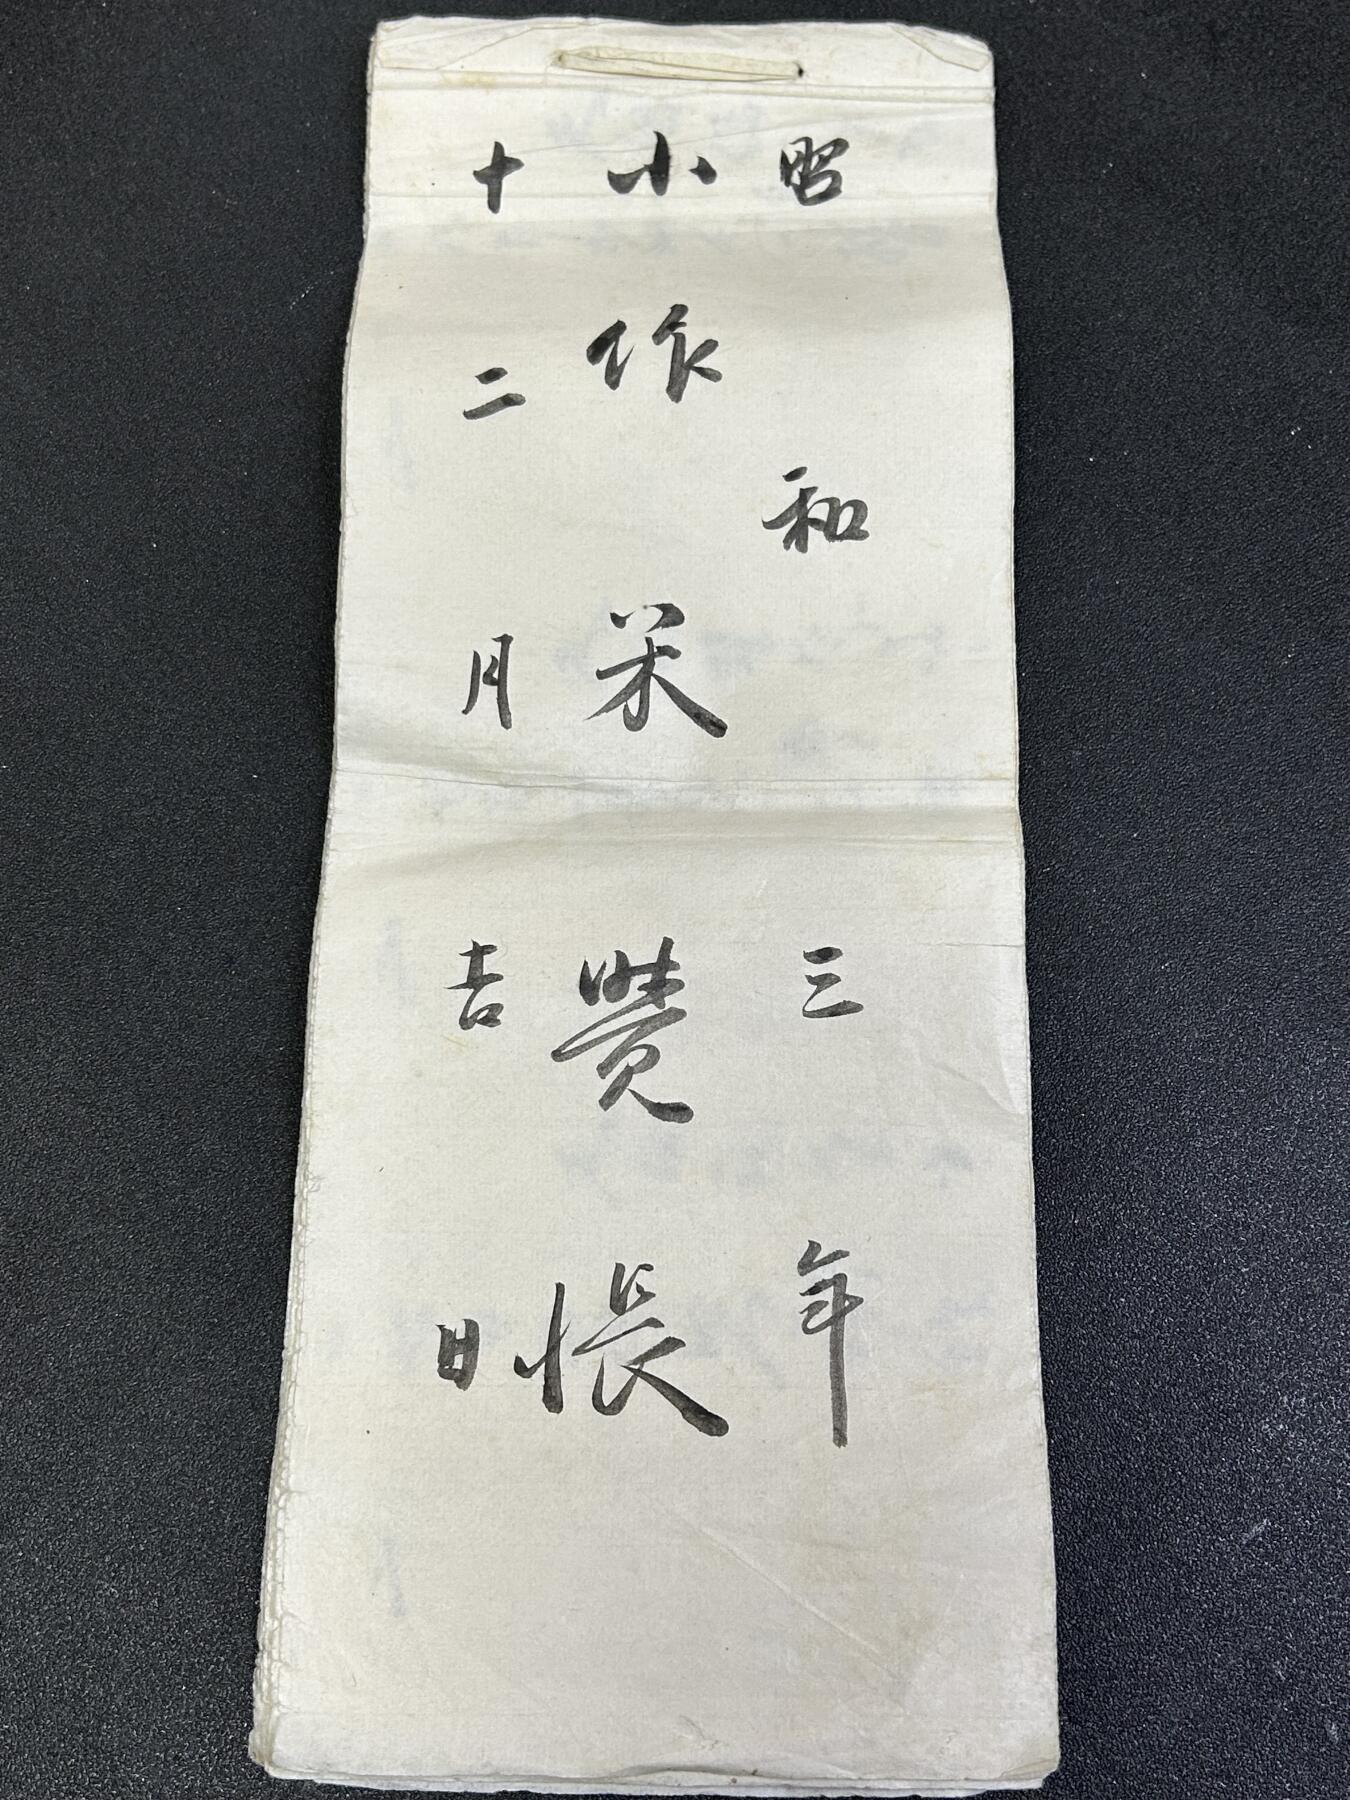 昭和三年
小作米覚帳
十二月吉日